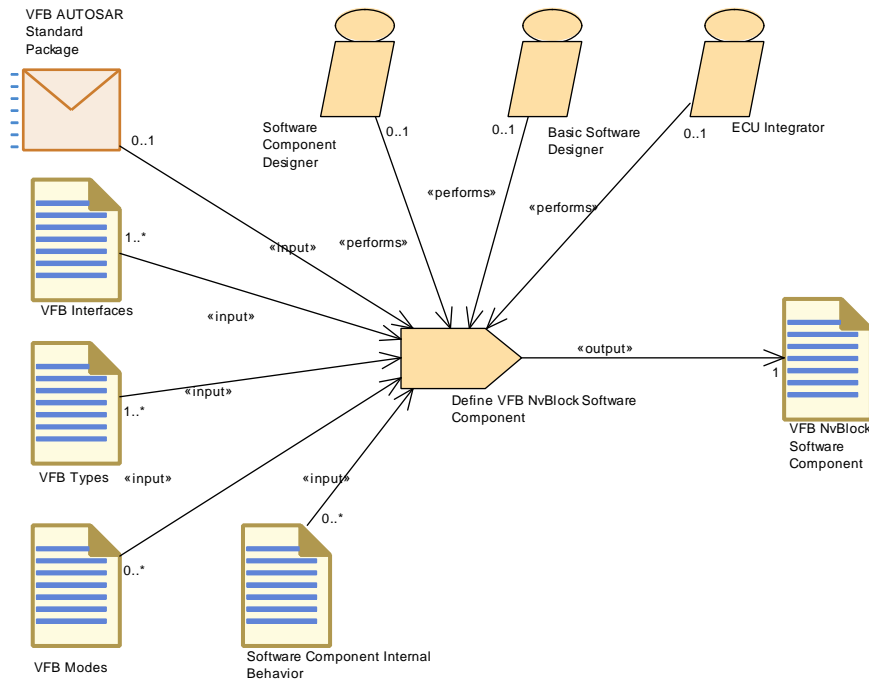 VFB AUTOSAR
Standard
Package
0..1
Software
Component
Designer
0..1
Basic Software
Designer
0..1
ECU Integrator
0..1
«performs»
«performs»
«performs»
«input»
1..*
VFB Interfaces
«input»
«output»
1
1..*
VFB Types
«input»
Define VFB NvBlock Software
Component
VFB NvBlock
Software
Component
«input»
«input»
0..*
0..*
VFB Modes
Software Component Internal
Behavior